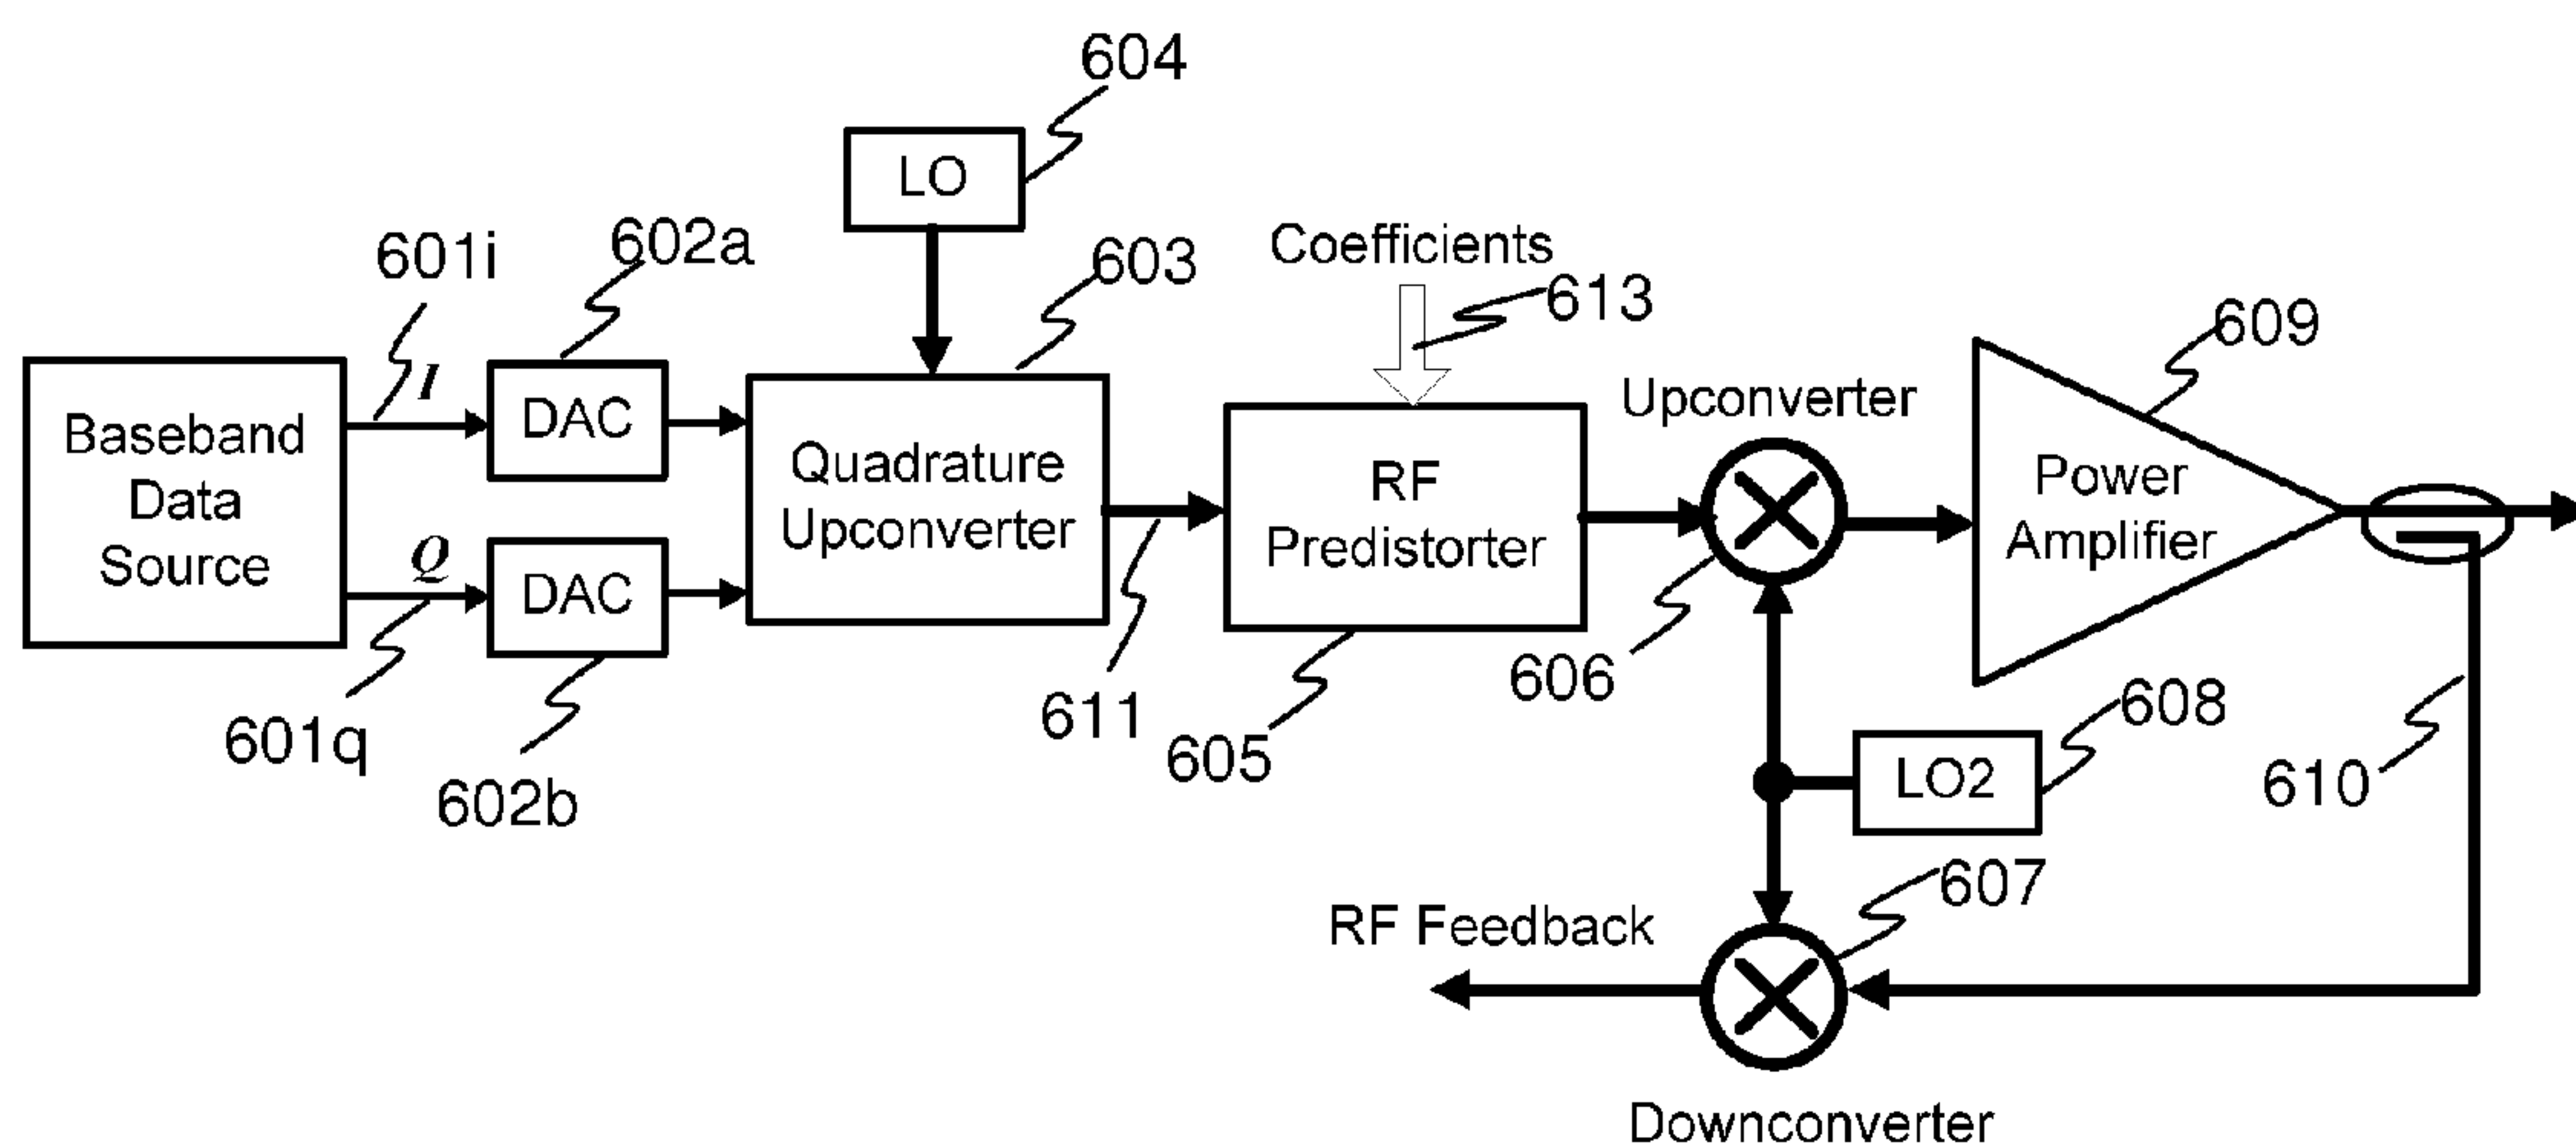 604
LO
601i
602a
603
Coefficients
613
609
I
DAC
Upconverter
Baseband
Data
Source
Quadrature
Upconverter
RF
Predistorter
Power
Amplifier
Q
DAC
601q
602b
611
605
606
608
LO2
610
607
RF Feedback
Downconverter